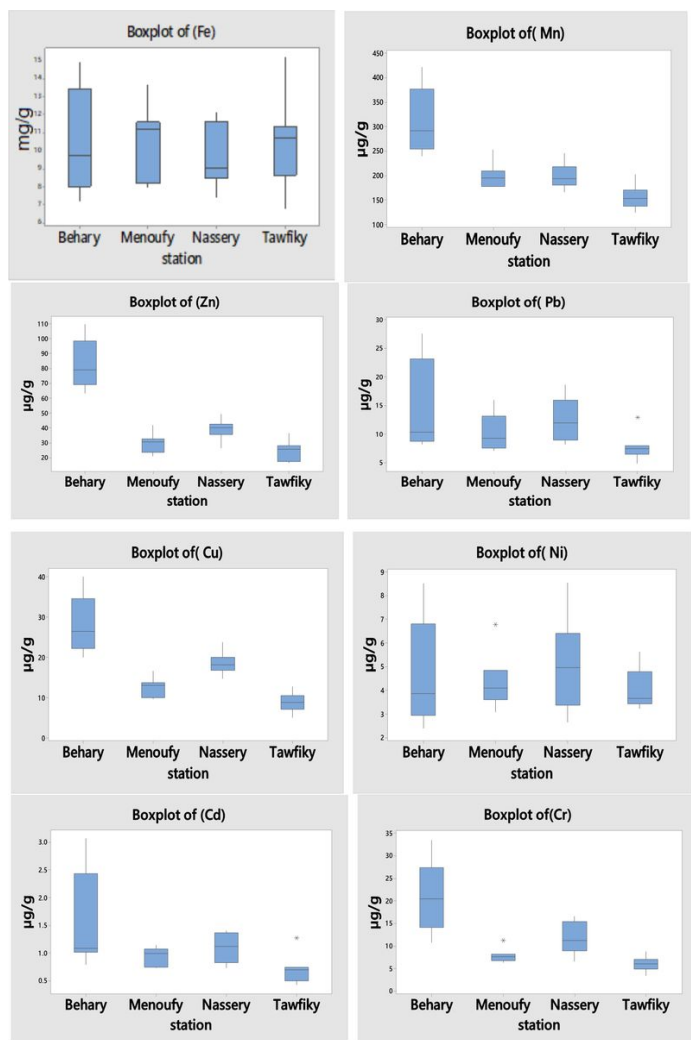 Boxplot of (Fe)
mg/g
15
14
13
12
11
10
9
8
7
6
Behary Menoufy Nassery Tawfiky
station
Boxplot of( Mn)
µg/g
450
400
350
300
250
200
150
100
Behary Menoufy Nassery Tawfiky
station
Boxplot of (Zn)
µg/g
110
100
90
80
70
60
50
40
30
20
Behary Menoufy Nassery Tawfiky
station
Boxplot of( Pb)
µg/g
30
25
20
15
10
5
Behary Menoufy Nassery Tawfiky
station
Boxplot of( Cu)
µg/g
40
30
20
10
0
Behary Menoufy Nassery Tawfiky
station
Boxplot of( Ni)
µg/g
9
8
7
6
5
4
3
2
Behary Menoufy Nassery Tawfiky
station
Boxplot of (Cd)
µg/g
3.0
2.5
2.0
1.5
1.0
0.5
Behary Menoufy Nassery Tawfiky
station
Boxplot of(Cr)
µg/g
35
30
25
20
15
10
5
0
Behary Menoufy Nassery Tawfiky
station